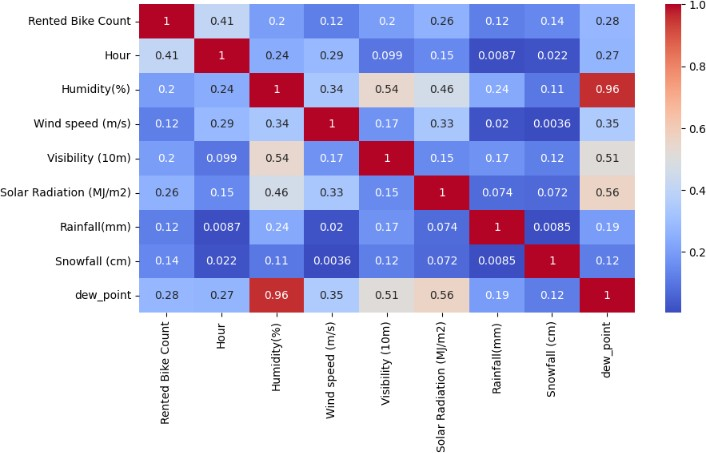 Rented Bike Count 1 0.41 0.2 0.12 0.2 0.26 0.12 0.14 0.28
Hour 0.41 1 0.24 0.29 0.099 0.15 0.0087 0.022 0.27
Humidity(%) 0.2 0.24 1 0.34 0.54 0.46 0.24 0.11 0.96
Wind speed (m/s) 0.12 0.29 0.34 1 0.17 0.33 0.02 0.0036 0.35
Visibility (10m) 0.2 0.099 0.54 0.17 1 0.15 0.17 0.12 0.51
Solar Radiation (MJ/m2) 0.26 0.15 0.46 0.33 0.15 1 0.074 0.072 0.56
Rainfall(mm) 0.12 0.0087 0.24 0.02 0.17 0.074 1 0.0085 0.19
Snowfall (cm) 0.14 0.022 0.11 0.0036 0.12 0.072 0.0085 1 0.12
dew_point 0.28 0.27 0.96 0.35 0.51 0.56 0.19 0.12 1
Rented Bike Count
Hour
Humidity(%)
Wind speed (m/s)
Visibility (10m)
Solar Radiation (MJ/m2)
Rainfall(mm)
Snowfall (cm)
dew_point
1.0
0.8
0.6
0.4
0.2